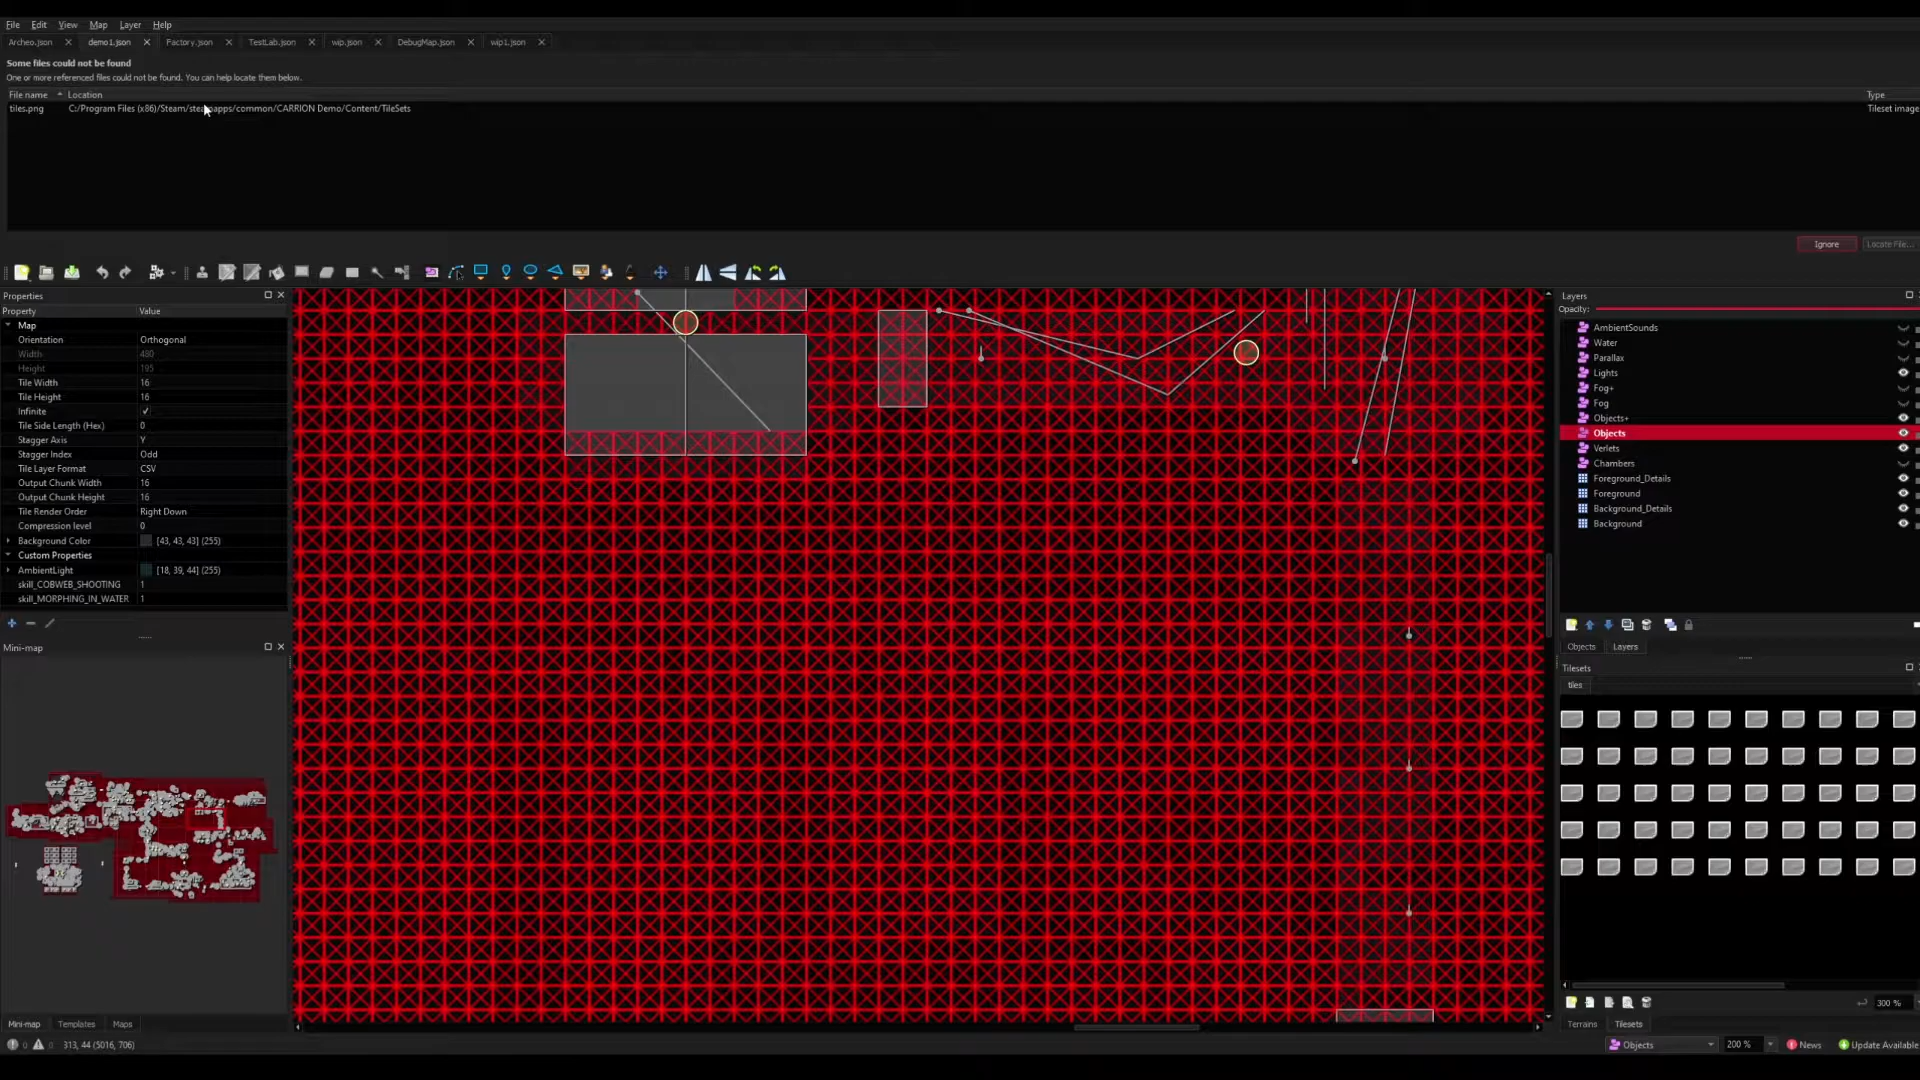 File Edit View Map Layer Help
Archeo.json demo1.json Factory.json TestLab.json wip.json DebugMap.json wip1.json
Some files could not be found
One or more referenced files could not be found. You can help locate them below.
File name Location Type
tiles.png C:/Program Files (x86)/Steam/steamapps/common/CARRION Demo/Content/TileSets Tileset image
Ignore Locate File...
Properties
Property Value
Map
Orientation Orthogonal
Width 480
Height 195
Tile Width 16
Tile Height 16
Infinite ✓
Tile Side Length (Hex) 0
Stagger Axis Y
Stagger Index Odd
Tile Layer Format CSV
Output Chunk Width 16
Output Chunk Height 16
Tile Render Order Right Down
Compression level 0
Background Color [43, 43, 43] (255)
Custom Properties
AmbientLight [18, 39, 44] (255)
skill_COBWEB_SHOOTING 1
skill_MORPHING_IN_WATER 1
Mini-map
Mini-map Templates Maps
0 0 313, 44 (5016, 706)
Layers
Opacity:
AmbientSounds
Water
Parallax
Lights
Fog+
Fog
Objects+
Objects
Verlets
Chambers
Foreground_Details
Foreground
Background_Details
Background
Objects Layers
Tilesets
tiles
300 %
Terrains Tilesets
Objects 200 % News Update Available